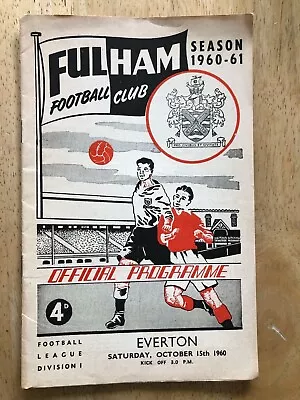 FULHAM
FOOTBALL CLUB
SEASON
1960-61
OFFICIAL PROGRAMME
4D
FOOTBALL
LEAGUE
DIVISION I
EVERTON
SATURDAY, OCTOBER 15th 1960
KICK OFF 3.0 P.M.